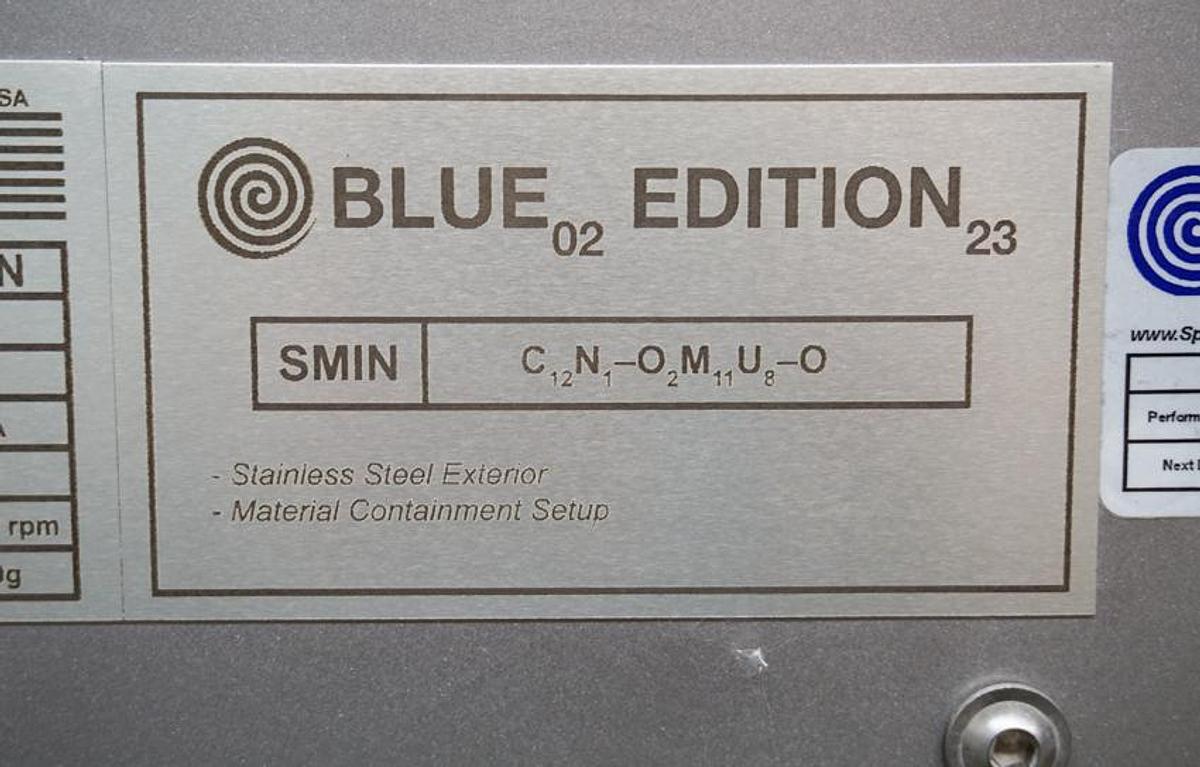 SA
BLUE02 EDITION23
N
SMIN C12N1–O2M11U8–O
www.Sp
Perform
A
Next
- Stainless Steel Exterior
- Material Containment Setup
rpm
g